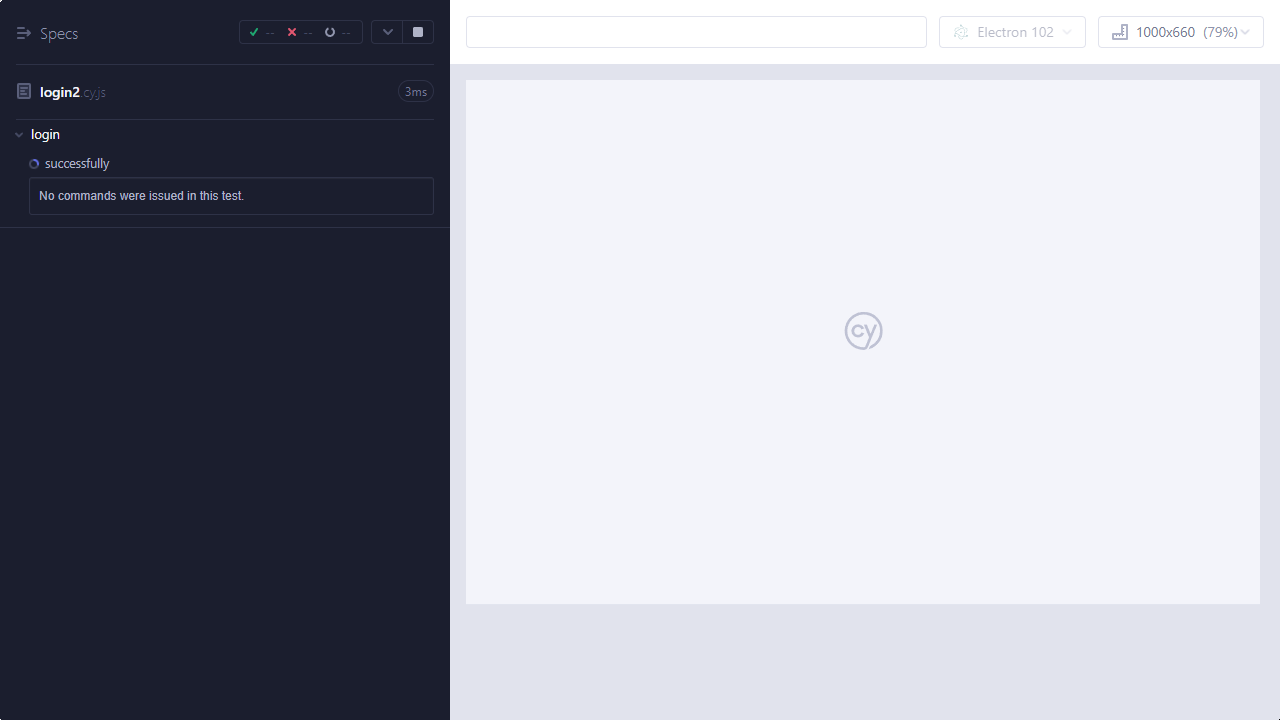 Specs
-- -- --
login2.cy.js
3ms
login
successfully
No commands were issued in this test.
Electron 102
1000x660 (79%)
cy